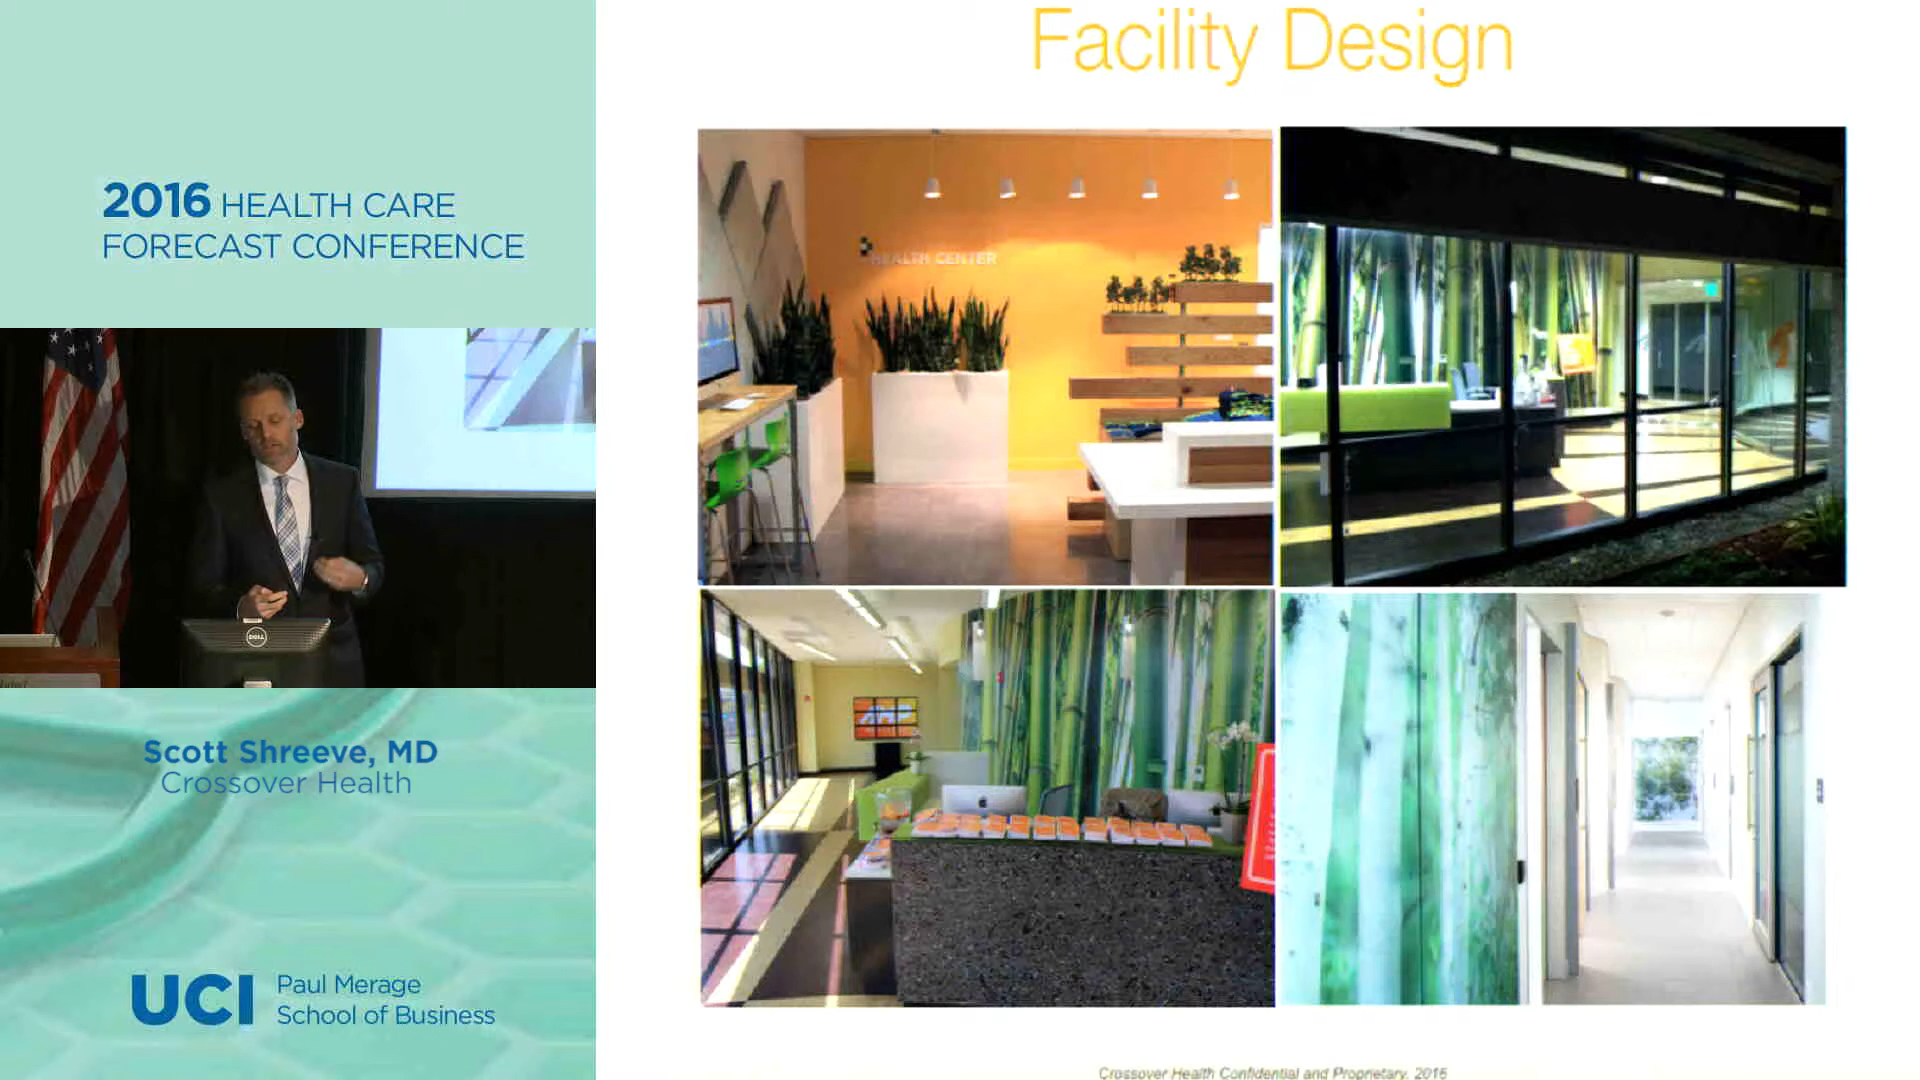 2016 HEALTH CARE
FORECAST CONFERENCE
DELL
Scott Shreeve, MD
Crossover Health
UCI Paul Merage
School of Business
Facility Design
HEALTH CENTER
Crossover Health Confidential and Proprietary. 2015